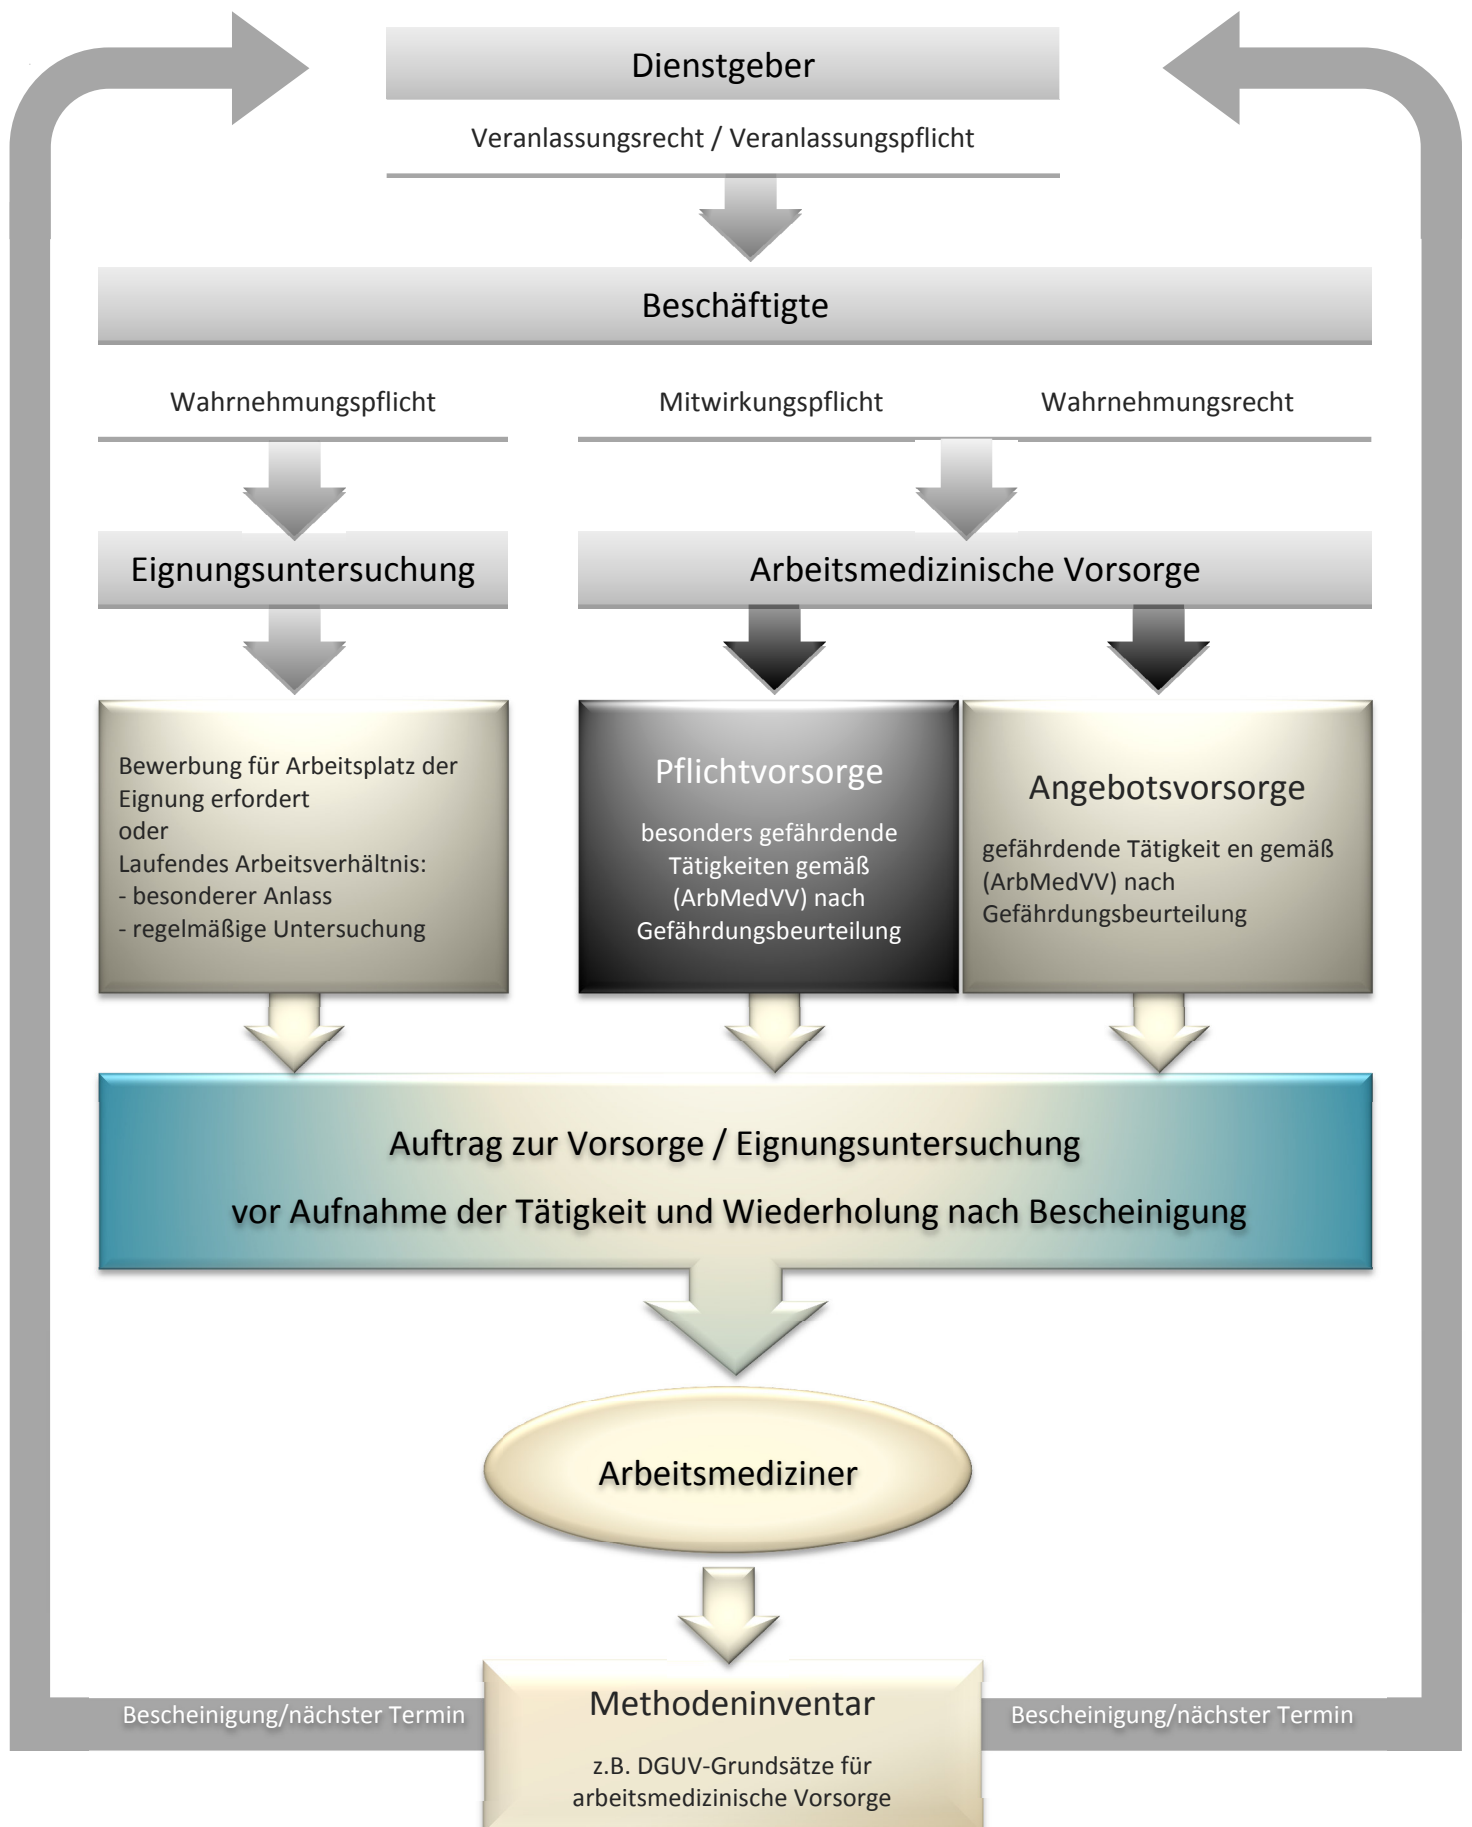 Dienstgeber
Veranlassungsrecht / Veranlassungspflicht
Beschäftigte
Wahrnehmungspflicht
Mitwirkungspflicht
Wahrnehmungsrecht
Eignungsuntersuchung
Arbeitsmedizinische Vorsorge
Bewerbung für Arbeitsplatz der
Eignung erfordert
oder
Laufendes Arbeitsverhältnis:
- besonderer Anlass
- regelmäßige Untersuchung
Pflichtvorsorge
besonders gefährdende
Tätigkeiten gemäß
(ArbMedVV) nach
Gefährdungsbeurteilung
Angebotsvorsorge
gefährdende Tätigkeit en gemäß
(ArbMedVV) nach
Gefährdungsbeurteilung
Auftrag zur Vorsorge / Eignungsuntersuchung
vor Aufnahme der Tätigkeit und Wiederholung nach Bescheinigung
Arbeitsmediziner
Bescheinigung/nächster Termin
Methodeninventar
z.B. DGUV-Grundsätze für
arbeitsmedizinische Vorsorge
Bescheinigung/nächster Termin